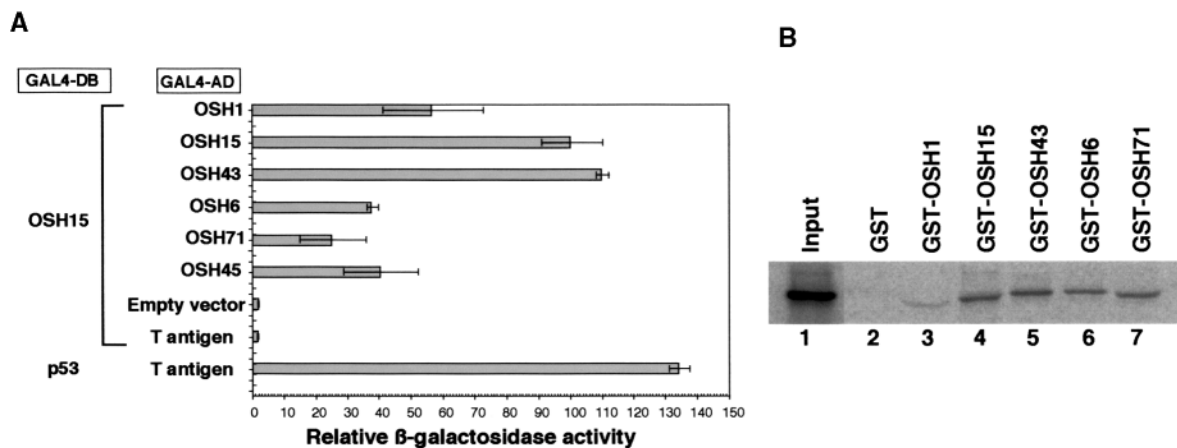 A
GAL4-DB
GAL4-AD
OSH1
OSH15
OSH43
OSH6
OSH15
OSH71
OSH45
Empty vector
T antigen
p53
T antigen
0 10 20 30 40 50 60 70 80 90 100 110 120 130 140 150
Relative ß-galactosidase activity
B
Input
GST
GST-OSH1
GST-OSH15
GST-OSH43
GST-OSH6
GST-OSH71
1 2 3 4 5 6 7